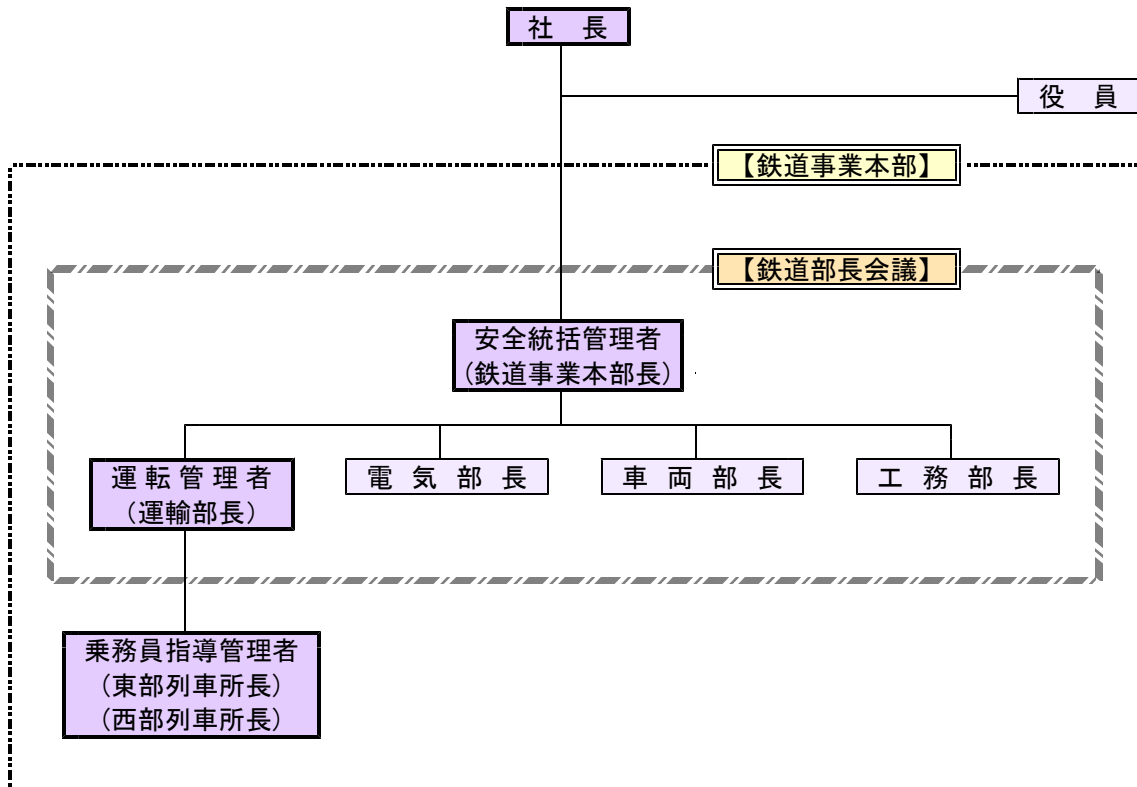 社　長
役　員
【鉄道事業本部】
【鉄道部長会議】
安全統括管理者
(鉄道事業本部長)
運 転 管 理 者
(運輸部長)
電　気　部　長
車　両　部　長
工　務　部　長
乗務員指導管理者
(東部列車所長)
(西部列車所長)